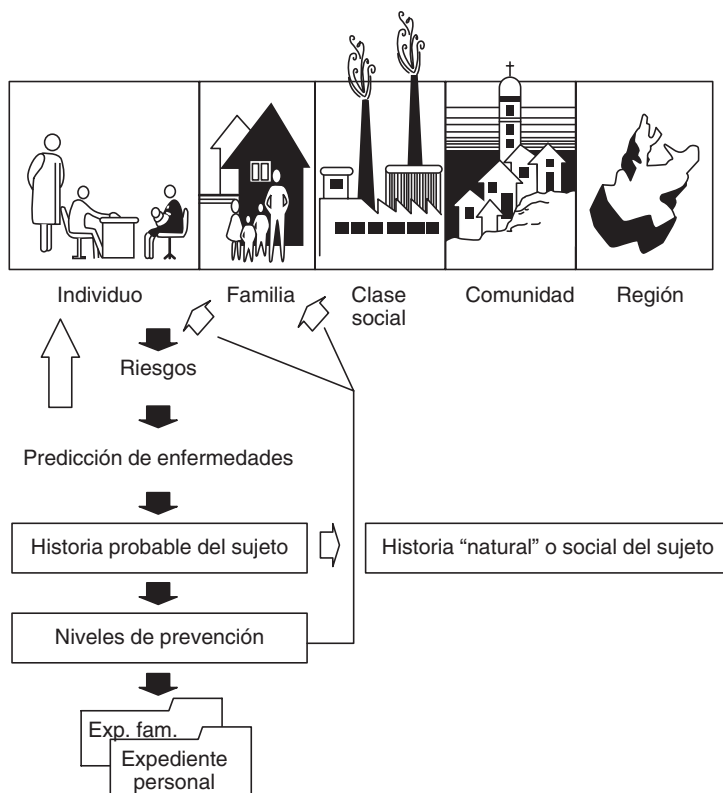 Individuo
Familia
Clase
social
Comunidad
Región
Riesgos
Predicción de enfermedades
Historia probable del sujeto
Historia “natural” o social del sujeto
Niveles de prevención
Exp. fam.
Expediente
personal